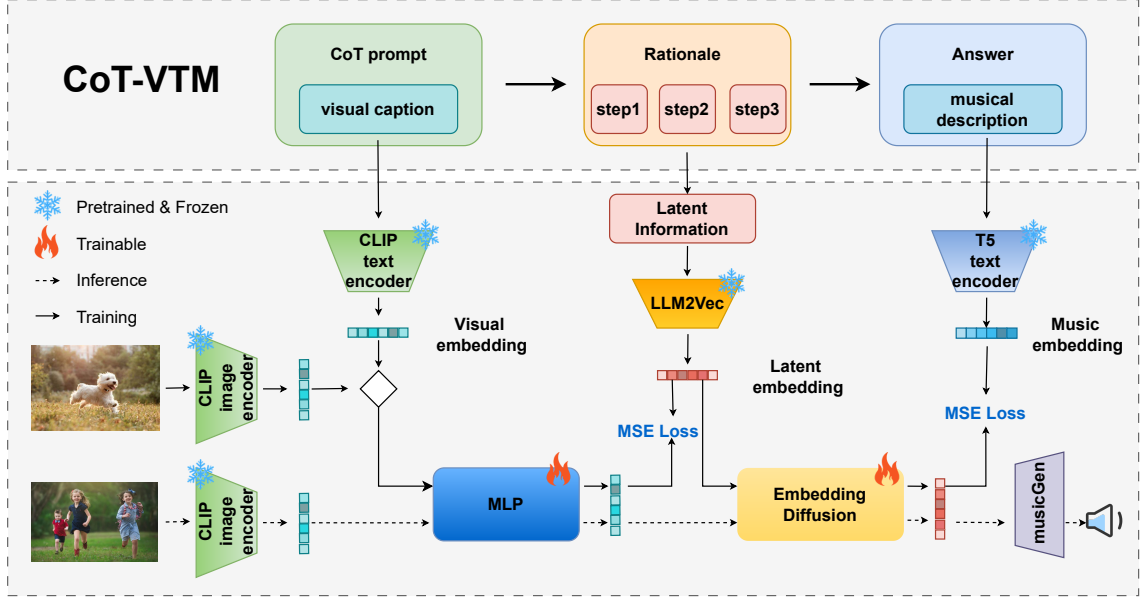 CoT-VTM
CoT prompt
visual caption
Rationale
step1 step2 step3
Answer
musical
description
Pretrained & Frozen
Trainable
Inference
Training
CLIP
text
encoder
Latent
Information
T5
text
encoder
LLM2Vec
Visual
embedding
Music
embedding
Latent
embedding
CLIP
image
encoder
MSE Loss
MSE Loss
CLIP
image
encoder
MLP
Embedding
Diffusion
musicGen